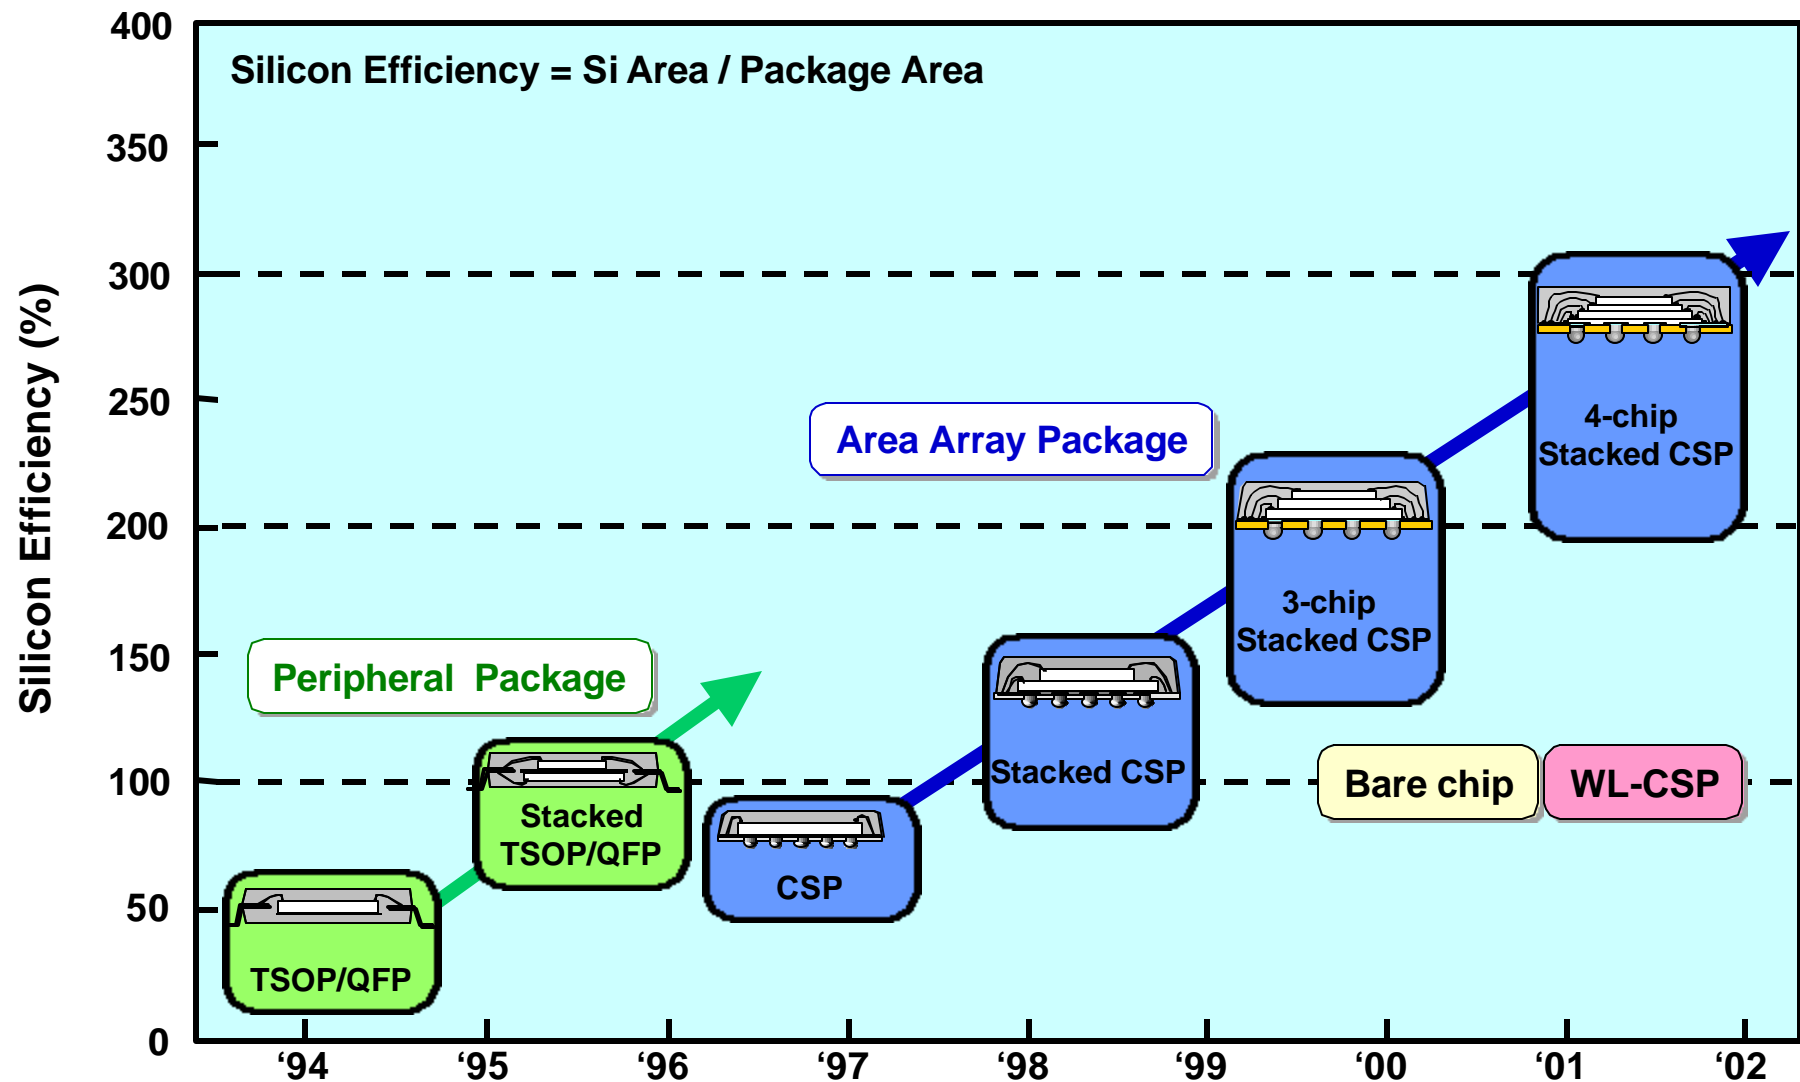 Silicon Efficiency = Si Area / Package Area
Silicon Efficiency (%)
400
350
300
250
200
150
100
50
0
4-chip
Stacked CSP
Area Array Package
3-chip
Stacked CSP
Peripheral Package
Stacked CSP
Bare chip
WL-CSP
Stacked
TSOP/QFP
CSP
TSOP/QFP
‘94 ‘95 ‘96 ‘97 ‘98 ‘99 ‘00 ‘01 ‘02